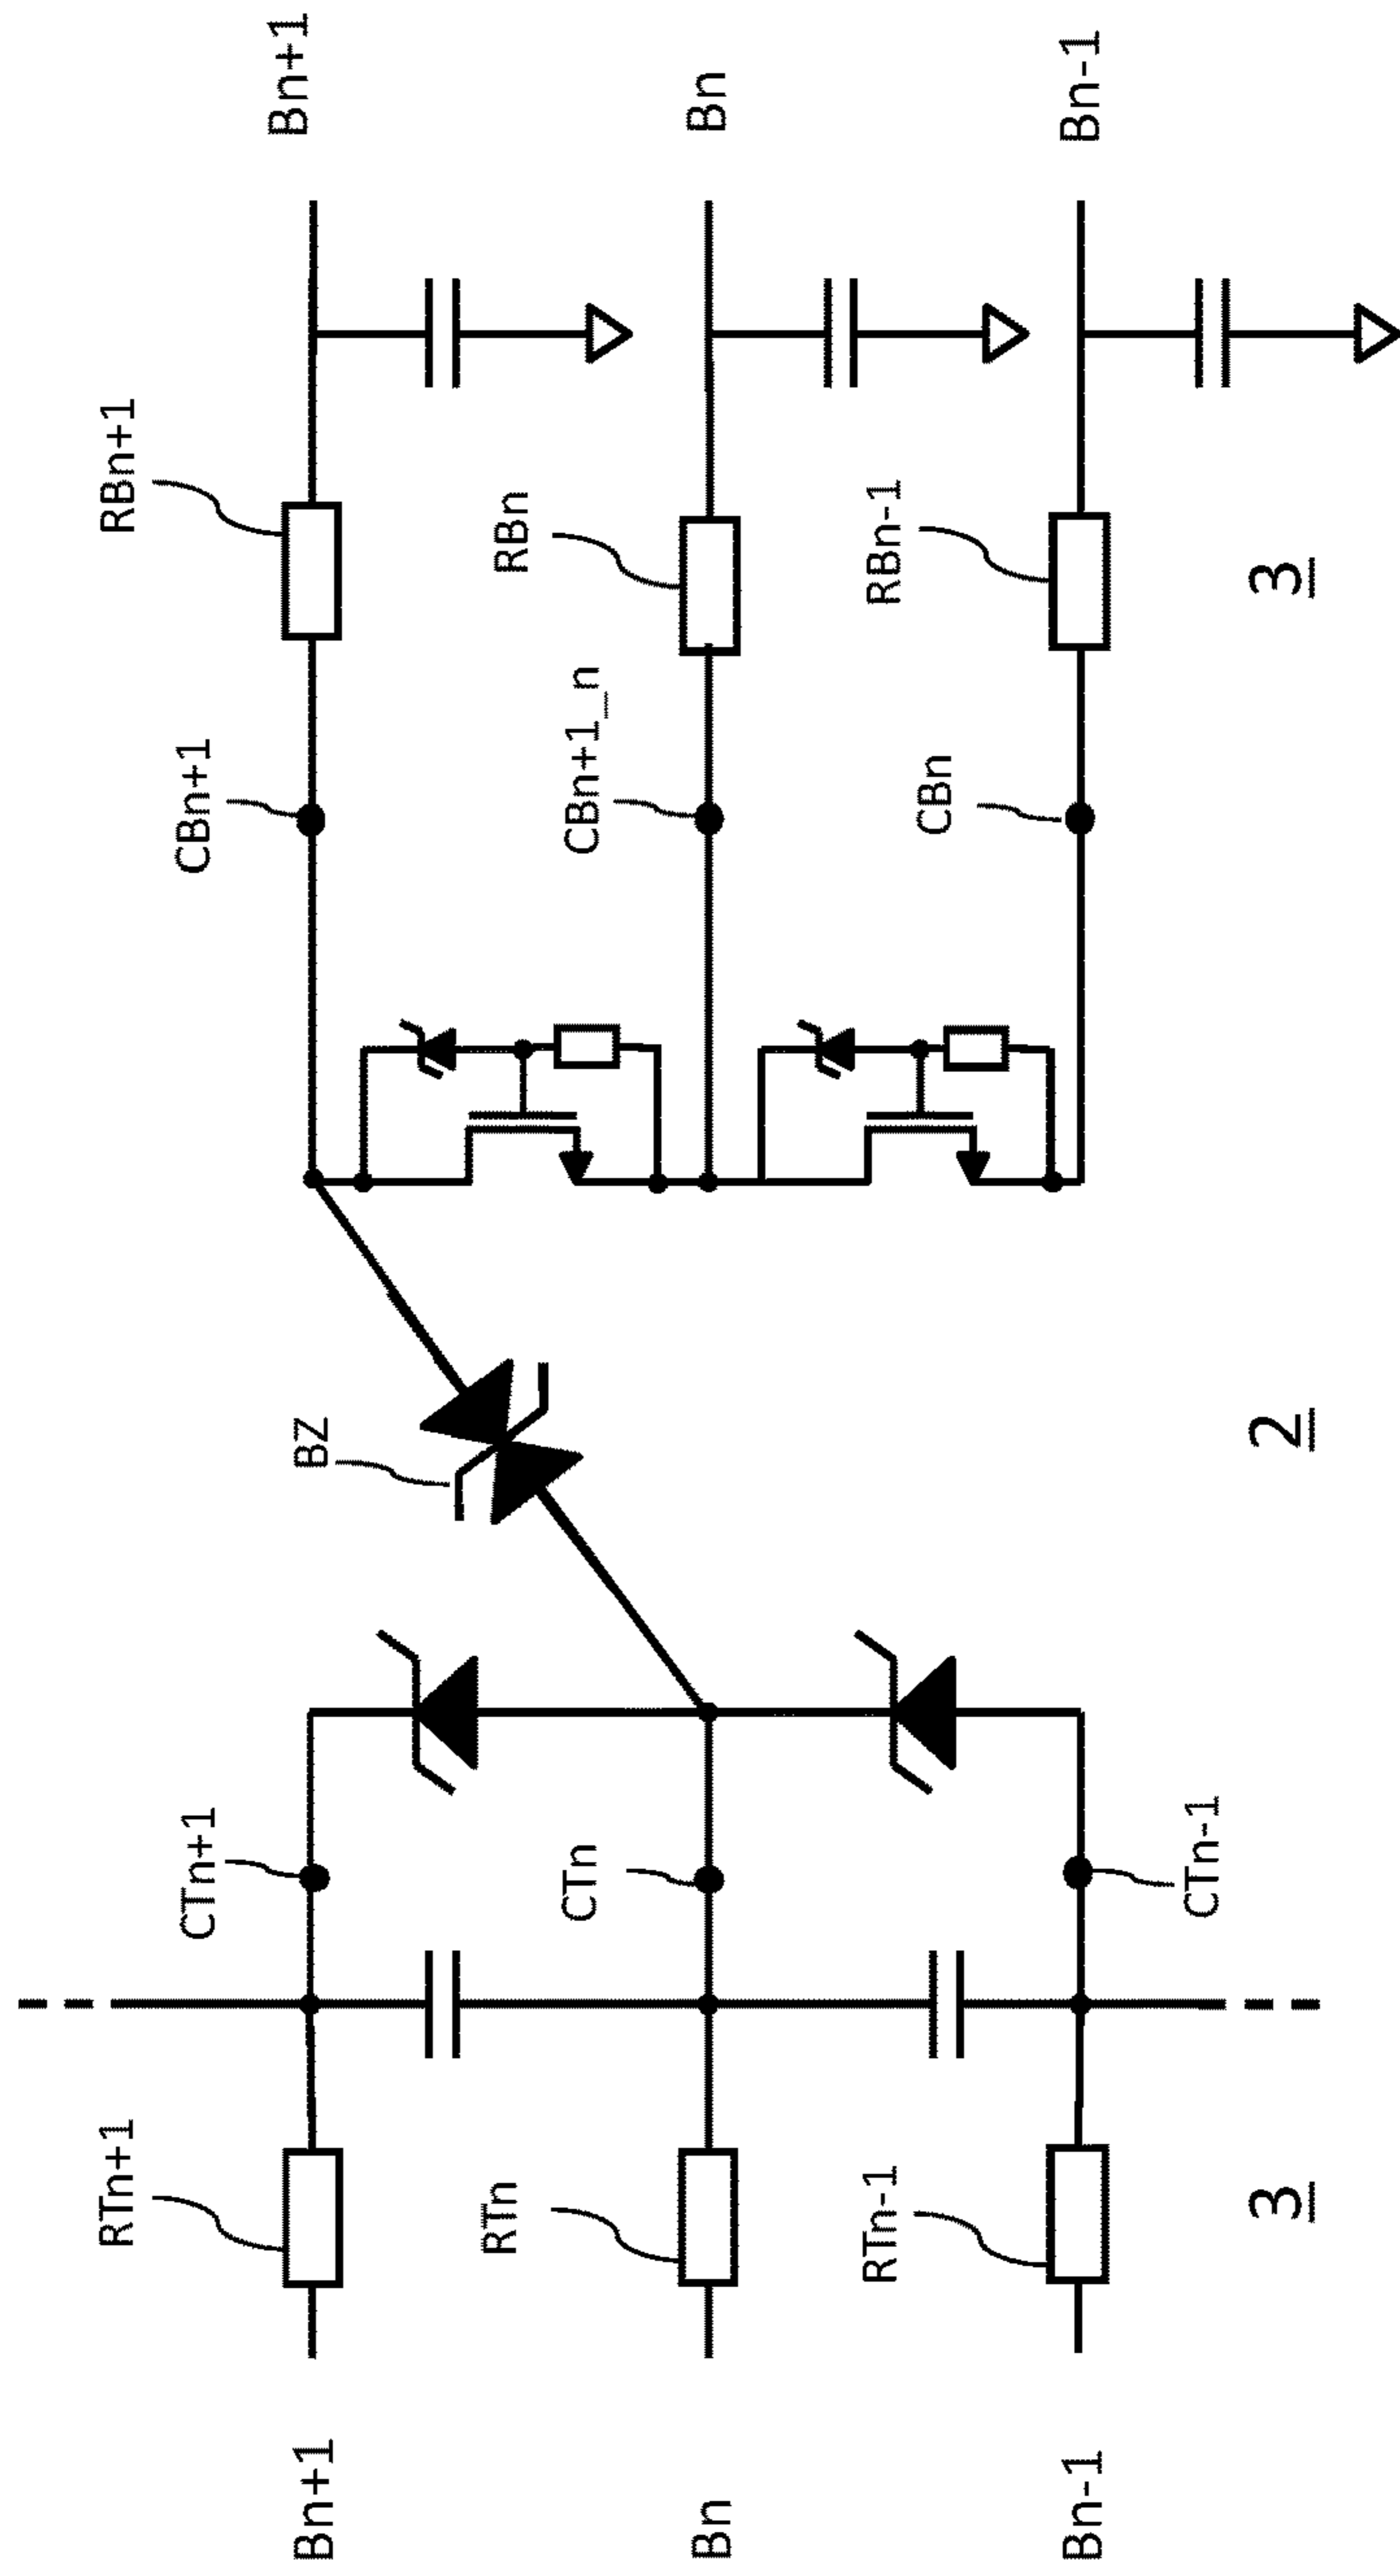 Bn+1
Bn
Bn-1
RTn+1
RTn
RTn-1
3
CTn+1
CTn
CTn-1
BZ
2
CBn+1
CBn+1_n
CBn
RBn+1
RBn
RBn-1
3
Bn+1
Bn
Bn-1